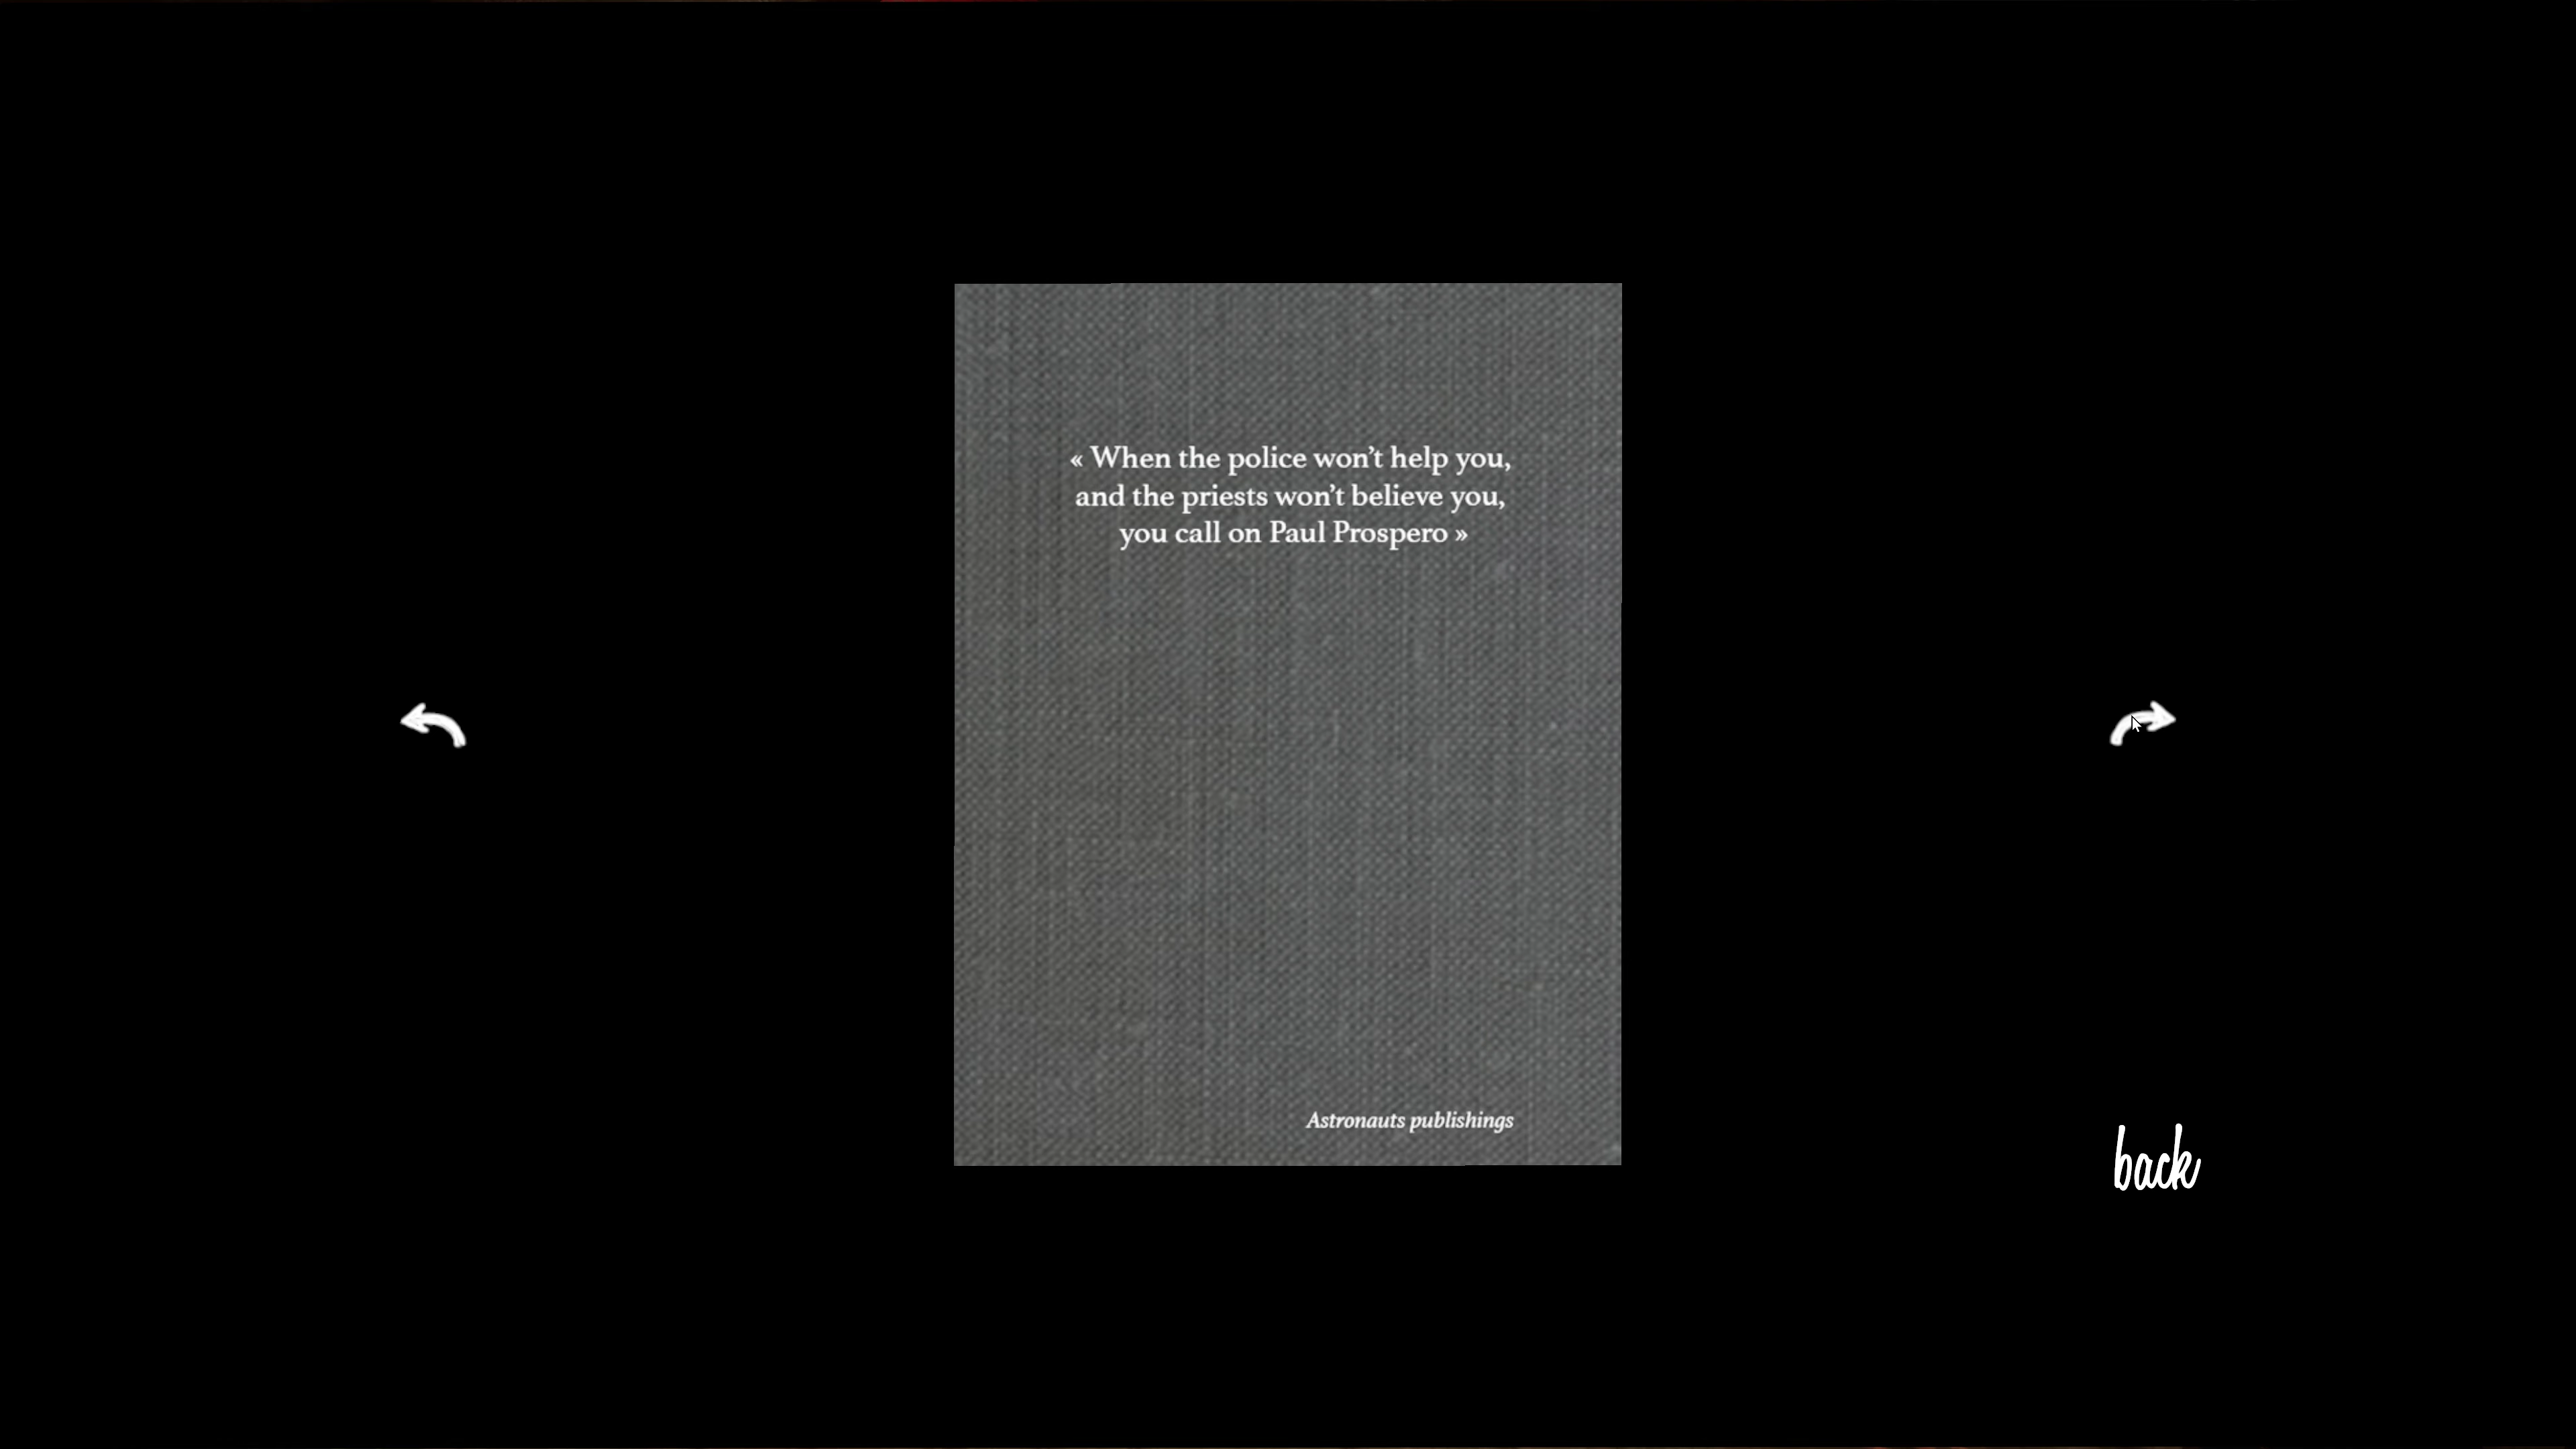 « When the police won’t help you,
and the priests won’t believe you,
you call on Paul Prospero »
Astronauts publishings
back